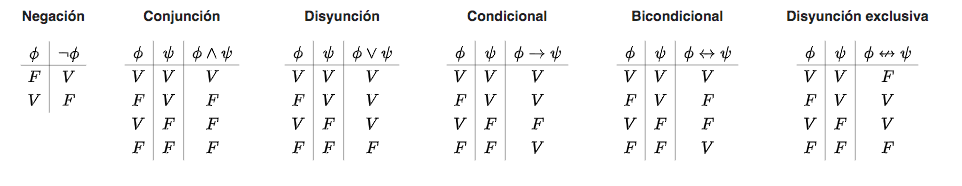 Negación Conjunción Disyunción Condicional Bicondicional Disyunción exclusiva
ϕ ¬ϕ ϕ ψ ϕ ∧ ψ ϕ ψ ϕ ∨ ψ ϕ ψ ϕ → ψ ϕ ψ ϕ ↔ ψ ϕ ψ ϕ ↮ ψ
F V V V V V V V V V V V V V V V F
V F F V F F V V F V V F V F F V V
V F F V F V V F F V F F V F V
F F F F F F F F V F F V F F F